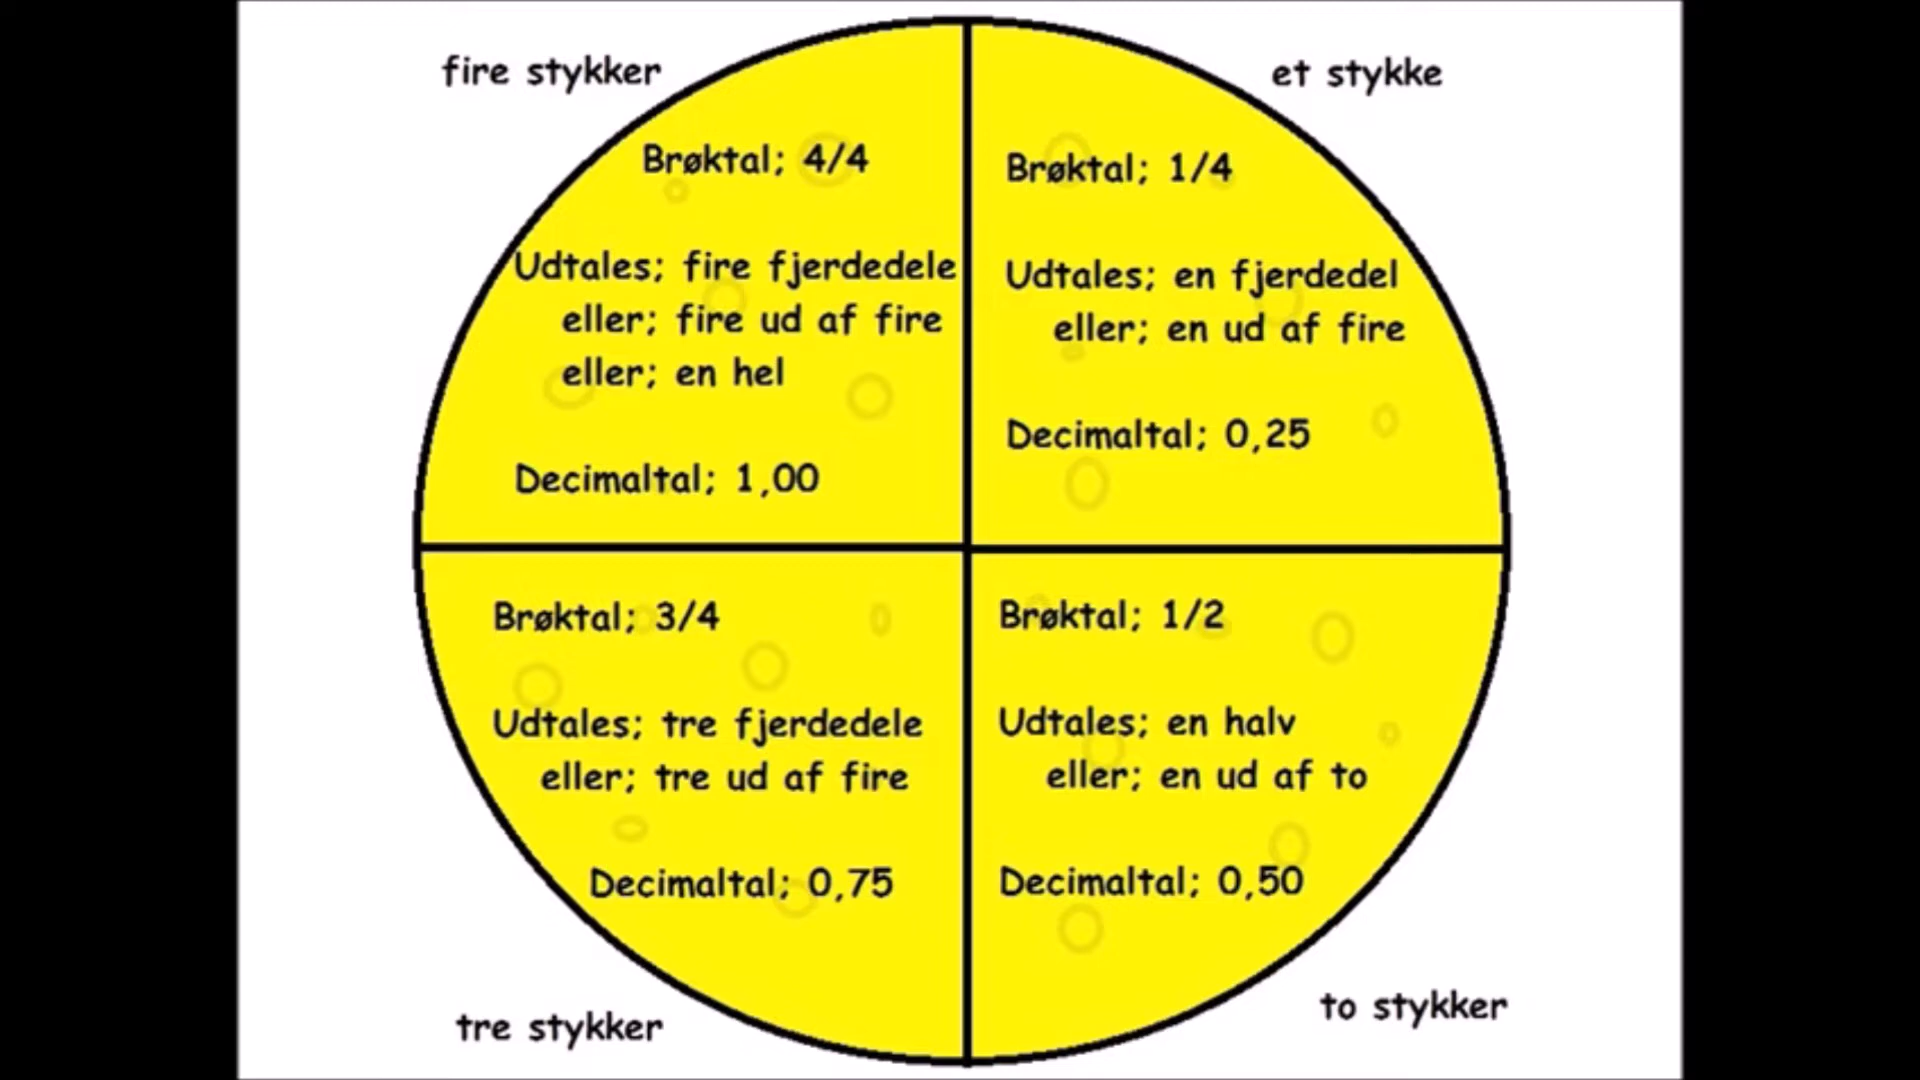 fire stykker
Brøktal; 4/4
Udtales; fire fjerdedele
eller; fire ud af fire
eller; en hel
Decimaltal; 1,00
et stykke
Brøktal; 1/4
Udtales; en fjerdedel
eller; en ud af fire
Decimaltal; 0,25
Brøktal; 3/4
Udtales; tre fjerdedele
eller; tre ud af fire
Decimaltal; 0,75
tre stykker
Brøktal; 1/2
Udtales; en halv
eller; en ud af to
Decimaltal; 0,50
to stykker